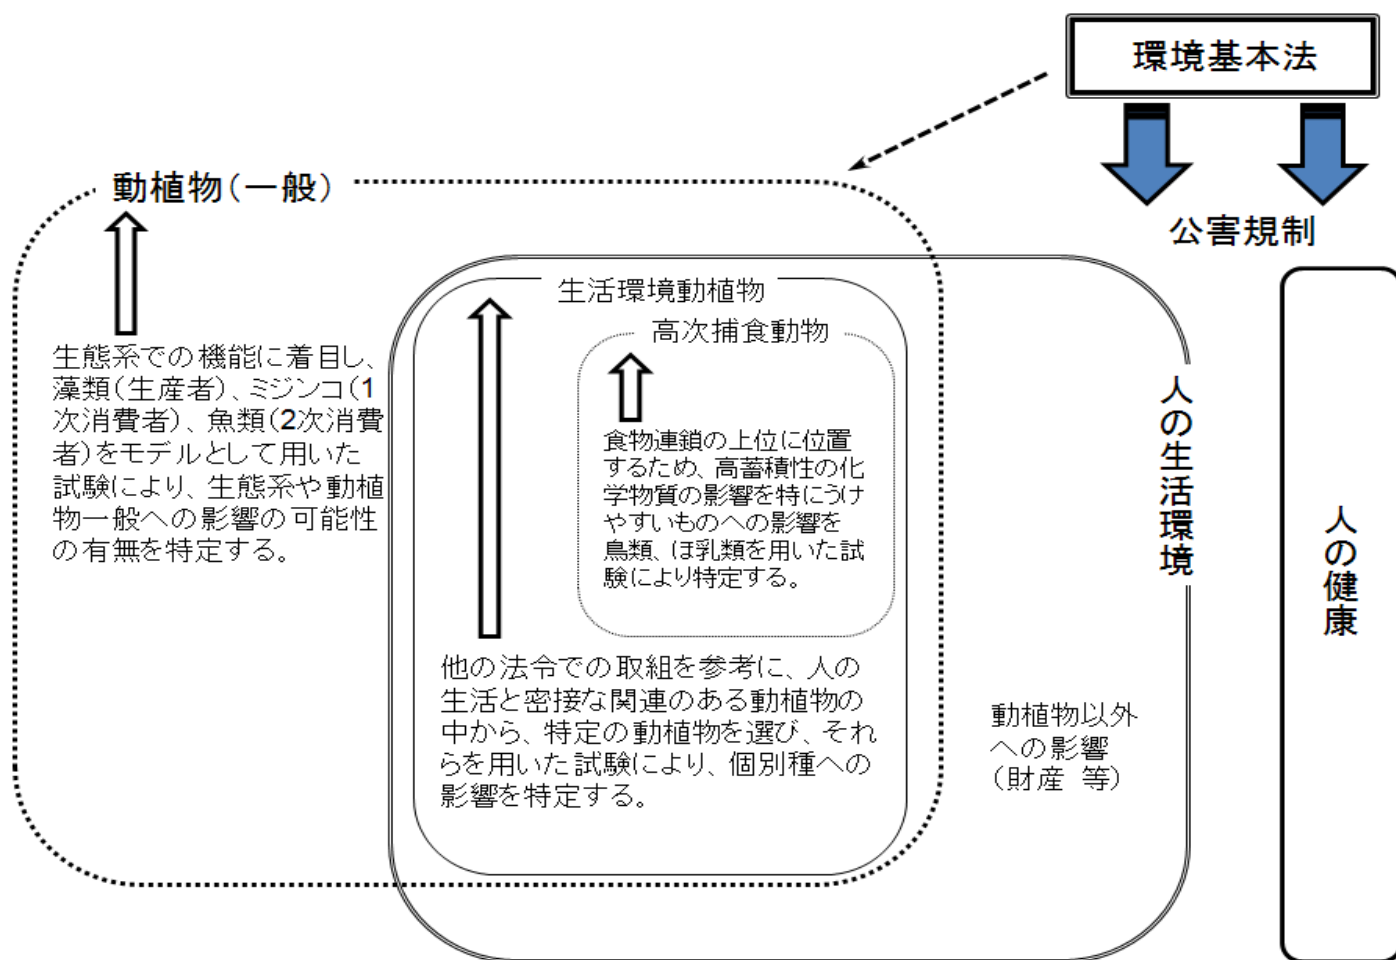 環境基本法
公害規制
動植物(一般)
生態系での機能に着目し、
藻類(生産者)、ミジンコ(1
次消費者)、魚類(2次消費
者)をモデルとして用いた
試験により、生態系や動植
物一般への影響の可能性
の有無を特定する。
生活環境動植物
高次捕食動物
食物連鎖の上位に位置
するため、高蓄積性の化
学物質の影響を特にうけ
やすいものへの影響を
鳥類、ほ乳類を用いた試
験により特定する。
他の法令での取組を参考に、人の
生活と密接な関連のある動植物の
中から、特定の動植物を選び、それ
らを用いた試験により、個別種への
影響を特定する。
人の生活環境
動植物以外
への影響
(財産 等)
人の健康